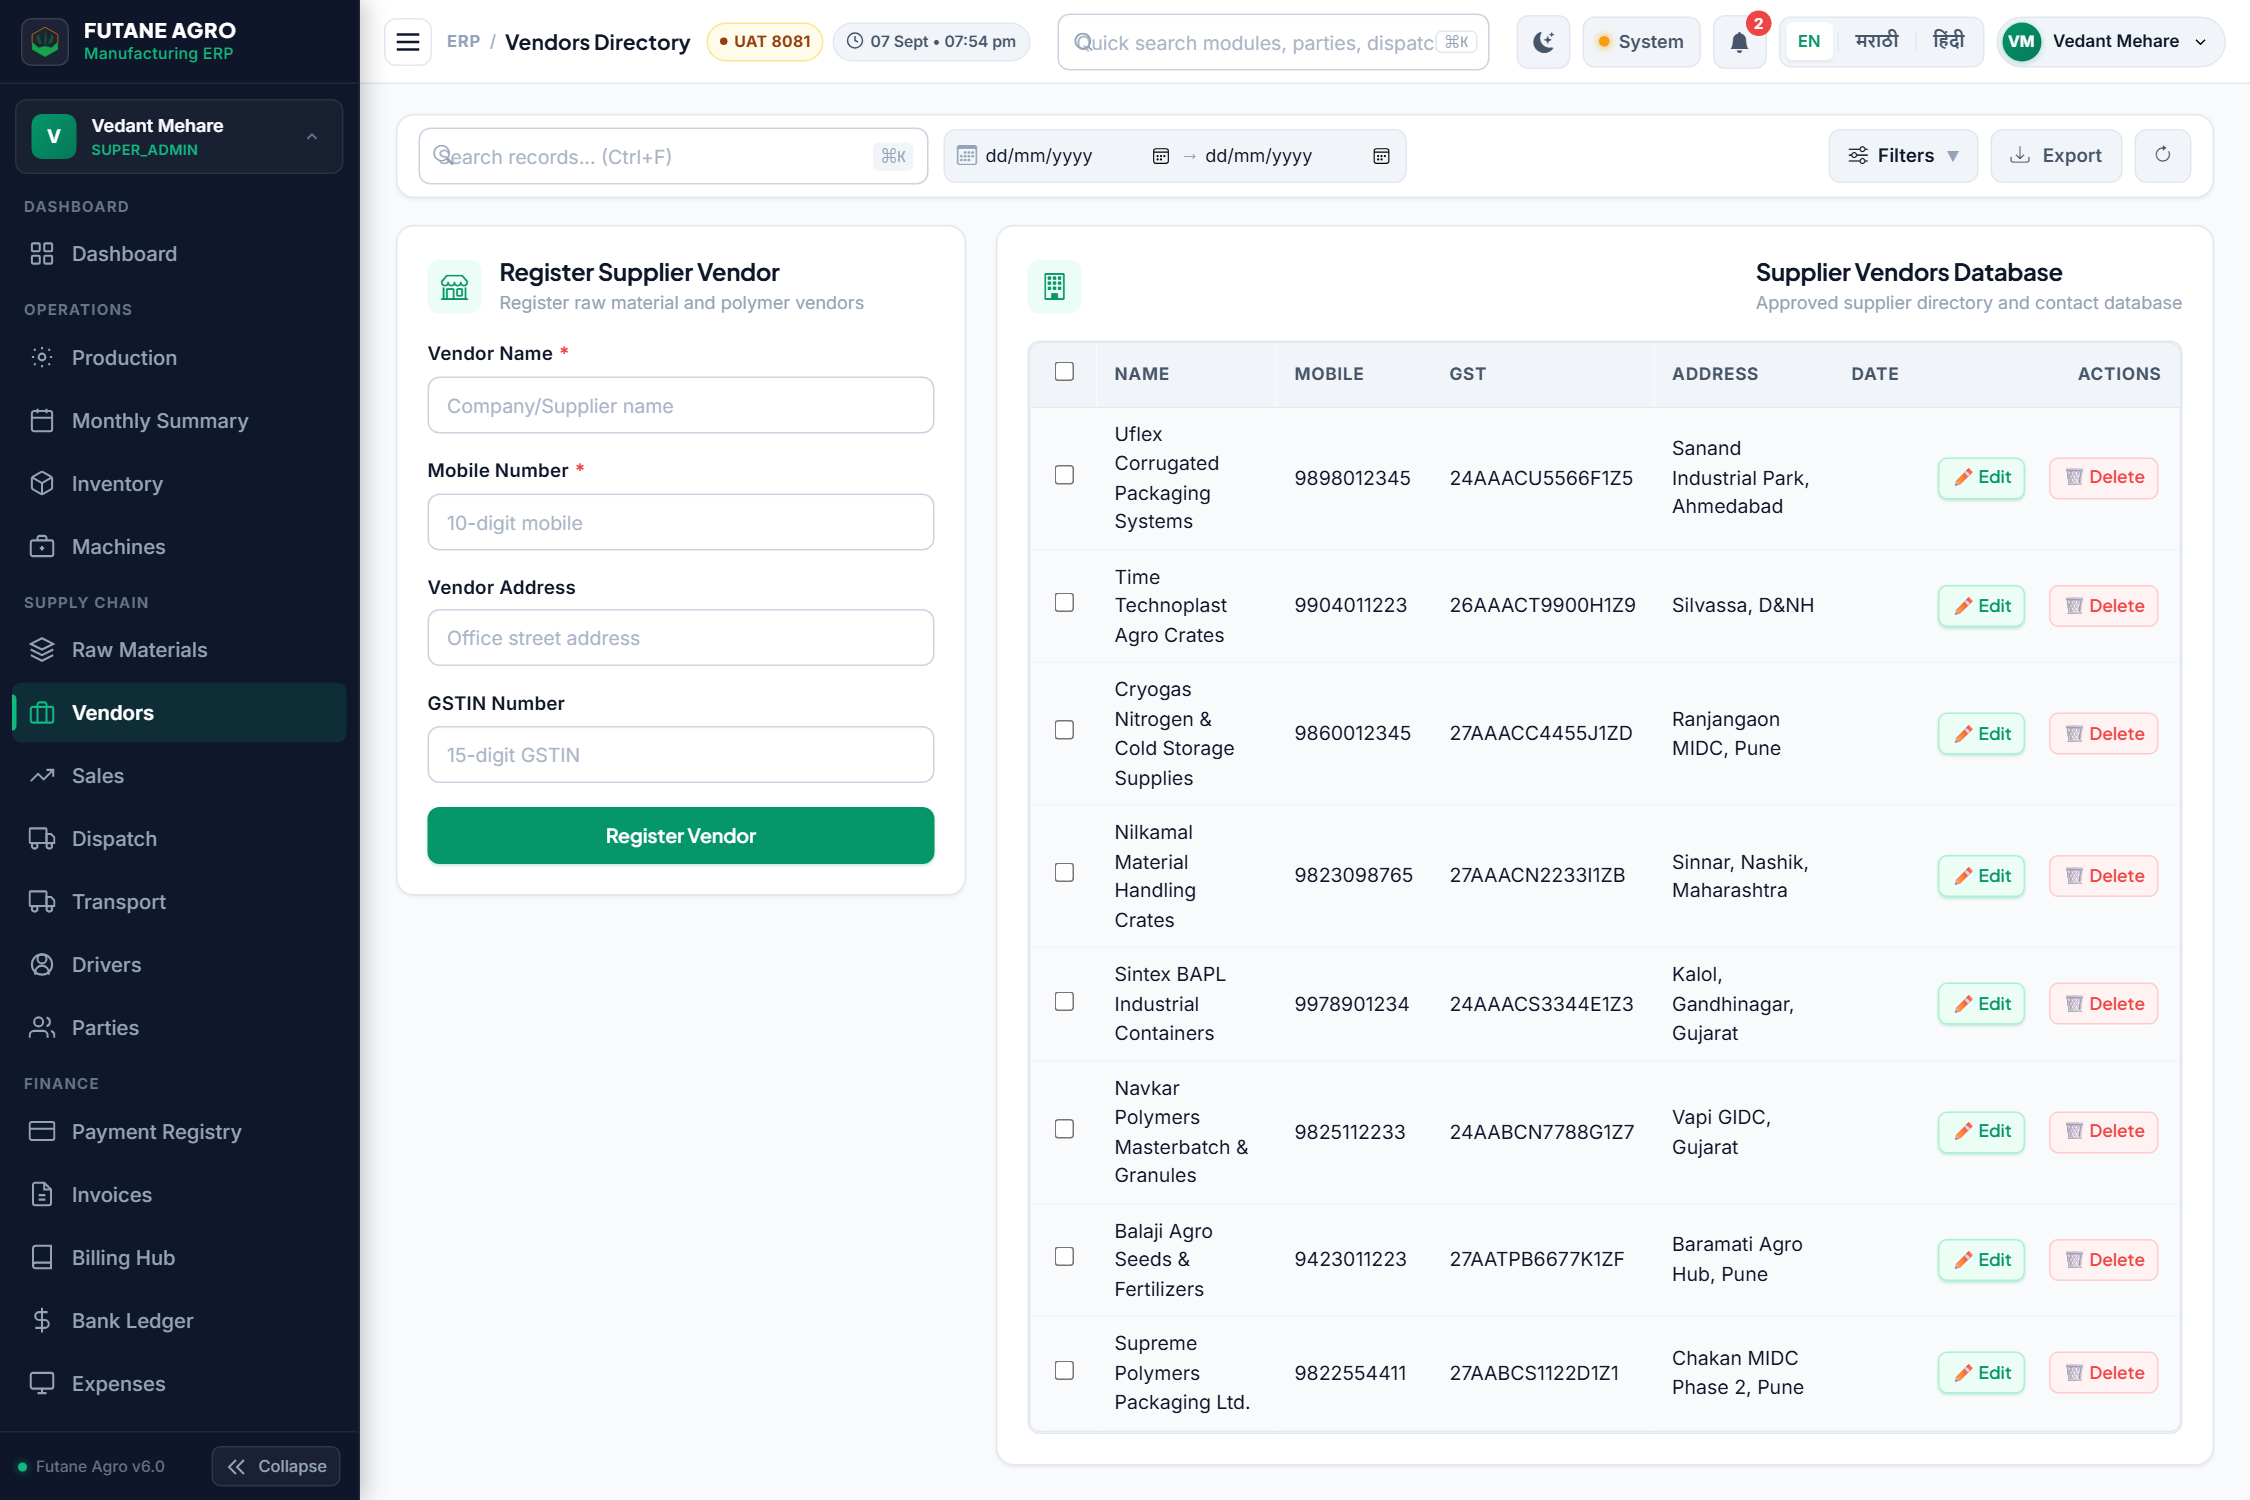 FUTANE AGRO
Manufacturing ERP
V
Vedant Mehare
SUPER_ADMIN
DASHBOARD
Dashboard
OPERATIONS
Production
Monthly Summary
Inventory
Machines
SUPPLY CHAIN
Raw Materials
Vendors
Sales
Dispatch
Transport
Drivers
Parties
FINANCE
Payment Registry
Invoices
Billing Hub
Bank Ledger
Expenses
Futane Agro v6.0
Collapse
ERP / Vendors Directory
UAT 8081
07 Sept • 07:54 pm
Quick search modules, parties, dispatc
⌘K
System
2
EN
मराठी
हिंदी
VM
Vedant Mehare
Search records... (Ctrl+F)
⌘K
dd/mm/yyyy → dd/mm/yyyy
Filters ▼
Export
Register Supplier Vendor
Register raw material and polymer vendors
Vendor Name *
Company/Supplier name
Mobile Number *
10-digit mobile
Vendor Address
Office street address
GSTIN Number
15-digit GSTIN
Register Vendor
Supplier Vendors Database
Approved supplier directory and contact database
NAME MOBILE GST ADDRESS DATE ACTIONS
Uflex
Corrugated
Packaging
Systems
9898012345
24AAACU5566F1Z5
Sanand
Industrial Park,
Ahmedabad
Edit
Delete
Time
Technoplast
Agro Crates
9904011223
26AAACT9900H1Z9
Silvassa, D&NH
Edit
Delete
Cryogas
Nitrogen &
Cold Storage
Supplies
9860012345
27AAACC4455J1ZD
Ranjangaon
MIDC, Pune
Edit
Delete
Nilkamal
Material
Handling
Crates
9823098765
27AAACN2233I1ZB
Sinnar, Nashik,
Maharashtra
Edit
Delete
Sintex BAPL
Industrial
Containers
9978901234
24AAACS3344E1Z3
Kalol,
Gandhinagar,
Gujarat
Edit
Delete
Navkar
Polymers
Masterbatch &
Granules
9825112233
24AABCN7788G1Z7
Vapi GIDC,
Gujarat
Edit
Delete
Balaji Agro
Seeds &
Fertilizers
9423011223
27AATPB6677K1ZF
Baramati Agro
Hub, Pune
Edit
Delete
Supreme
Polymers
Packaging Ltd.
9822554411
27AABCS1122D1Z1
Chakan MIDC
Phase 2, Pune
Edit
Delete